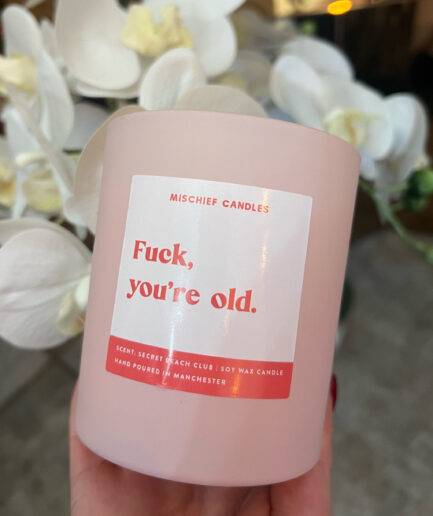 MISCHIEF CANDLES
Fuck,
you're old.
SCENT: SECRET BEACH CLUB | SOY WAX CANDLE
HAND POURED IN MANCHESTER